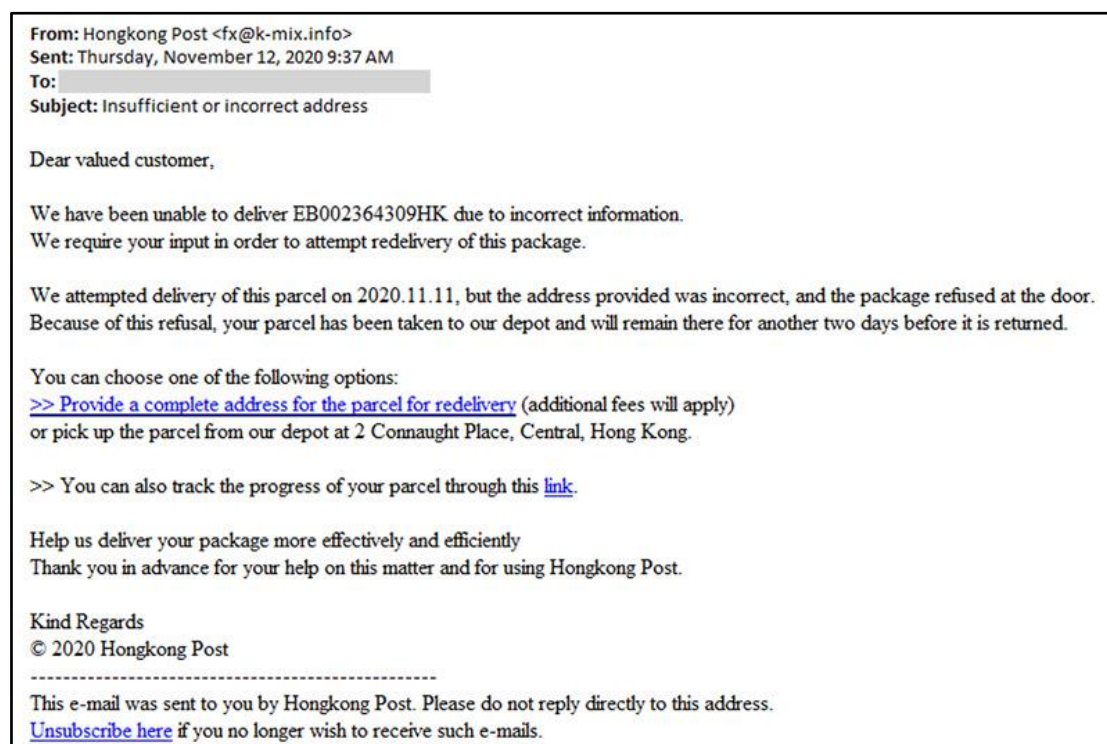 From: Hongkong Post <fx@k-mix.info>
Sent: Thursday, November 12, 2020 9:37 AM
To:
Subject: Insufficient or incorrect address
Dear valued customer,
We have been unable to deliver EB002364309HK due to incorrect information.
We require your input in order to attempt redelivery of this package.
We attempted delivery of this parcel on 2020.11.11, but the address provided was incorrect, and the package refused at the door.
Because of this refusal, your parcel has been taken to our depot and will remain there for another two days before it is returned.
You can choose one of the following options:
>> Provide a complete address for the parcel for redelivery (additional fees will apply)
or pick up the parcel from our depot at 2 Connaught Place, Central, Hong Kong.
>> You can also track the progress of your parcel through this link.
Help us deliver your package more effectively and efficiently
Thank you in advance for your help on this matter and for using Hongkong Post.
Kind Regards
© 2020 Hongkong Post
--------------------------------------------------
This e-mail was sent to you by Hongkong Post. Please do not reply directly to this address.
Unsubscribe here if you no longer wish to receive such e-mails.